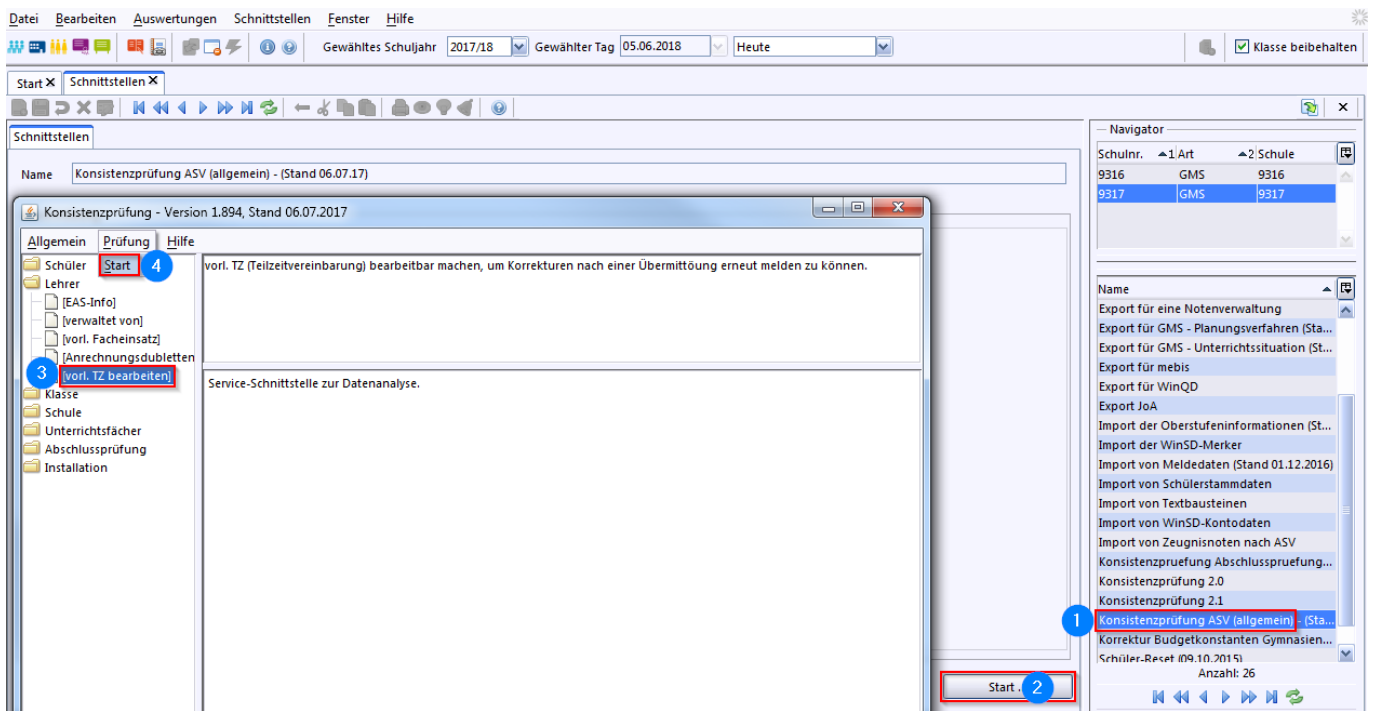 Datei Bearbeiten Auswertungen Schnittstellen Fenster Hilfe
Gewähltes Schuljahr 2017/18 Gewählter Tag 05.06.2018 Heute Klasse beibehalten
Start Schnittstellen
Schnittstellen
Name Konsistenzprüfung ASV (allgemein) - (Stand 06.07.17)
Konsistenzprüfung - Version 1.894, Stand 06.07.2017
Allgemein Prüfung Hilfe
Schüler Start 4
Lehrer
[EAS-Info]
[verwaltet von]
[vorl. Facheinsatz]
[Anrechnungsdubletten
3 [vorl. TZ bearbeiten]
Klasse
Schule
Unterrichtsfächer
Abschlussprüfung
Installation
vorl. TZ (Teilzeitvereinbarung) bearbeitbar machen, um Korrekturen nach einer Übermittöung erneut melden zu können.
Service-Schnittstelle zur Datenanalyse.
Start . 2
Navigator
Schulnr. 1 Art 2 Schule
9316 GMS 9316
9317 GMS 9317
Name
Export für eine Notenverwaltung
Export für GMS - Planungsverfahren (Sta...
Export für GMS - Unterrichtssituation (St...
Export für mebis
Export für WinQD
Export JoA
Import der Oberstufeninformationen (St...
Import der WinSD-Merker
Import von Meldedaten (Stand 01.12.2016)
Import von Schülerstammdaten
Import von Textbausteinen
Import von WinSD-Kontodaten
Import von Zeugnisnoten nach ASV
Konsistenzpruefung Abschlusspruefung...
Konsistenzprüfung 2.0
Konsistenzprüfung 2.1
1 Konsistenzprüfung ASV (allgemein) - (Sta...
Korrektur Budgetkonstanten Gymnasien...
Schüler-Reset (09.10.2015)
Anzahl: 26